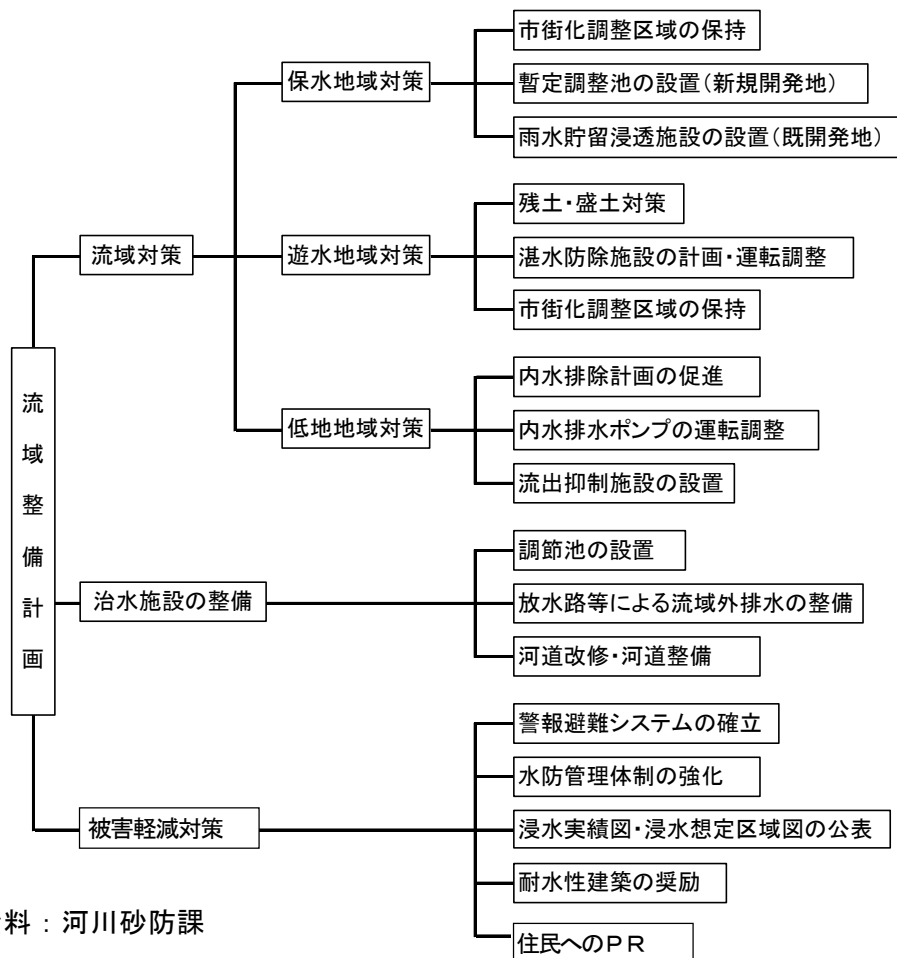 市街化調整区域の保持
保水地域対策
暫定調整池の設置(新規開発地)
雨水貯留浸透施設の設置(既開発地)
残土・盛土対策
流域対策
遊水地域対策
湛水防除施設の計画・運転調整
市街化調整区域の保持
内水排除計画の促進
低地地域対策
内水排水ポンプの運転調整
流出抑制施設の設置
流域整備計画
調節池の設置
治水施設の整備
放水路等による流域外排水の整備
河道改修・河道整備
警報避難システムの確立
水防管理体制の強化
被害軽減対策
浸水実績図・浸水想定区域図の公表
耐水性建築の奨励
住民へのPR
料:河川砂防課